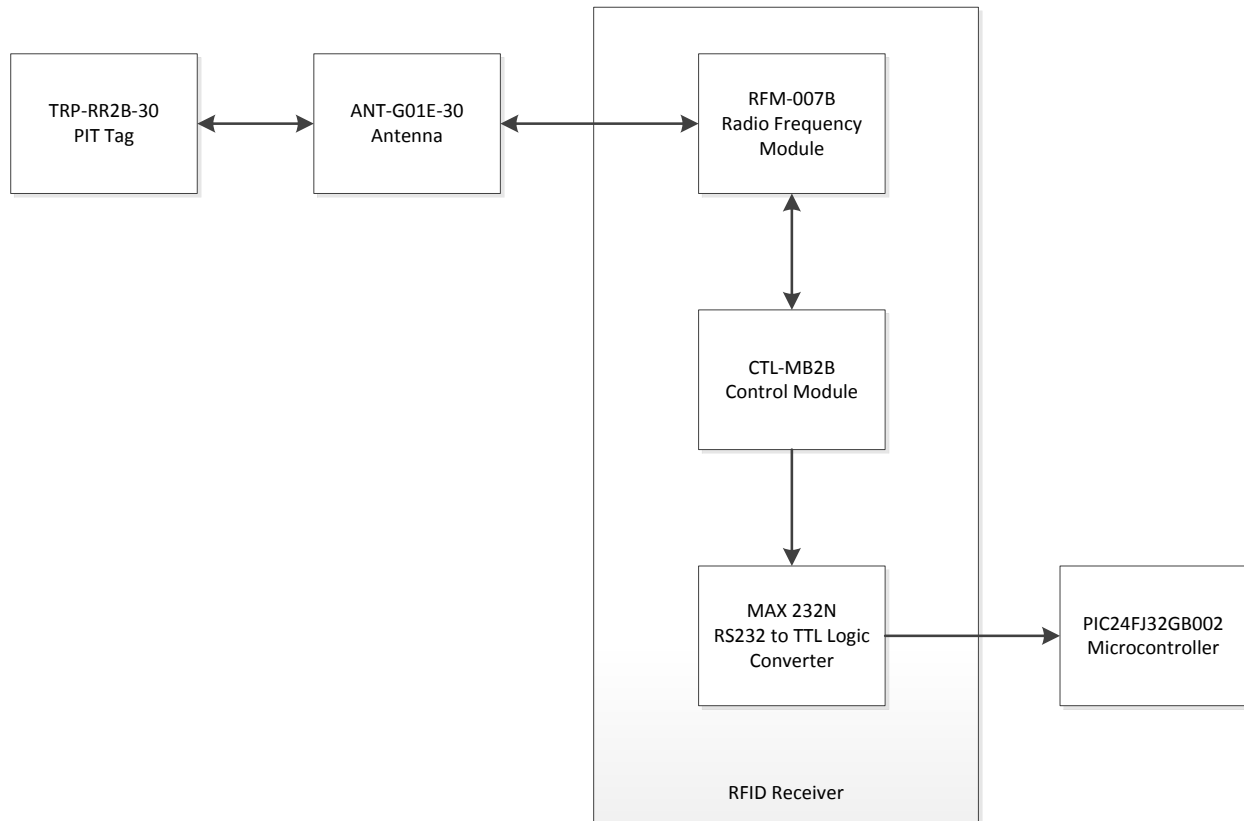 TRP-RR2B-30
PIT Tag
ANT-G01E-30
Antenna
RFM-007B
Radio Frequency
Module
CTL-MB2B
Control Module
MAX 232N
RS232 to TTL Logic
Converter
PIC24FJ32GB002
Microcontroller
RFID Receiver